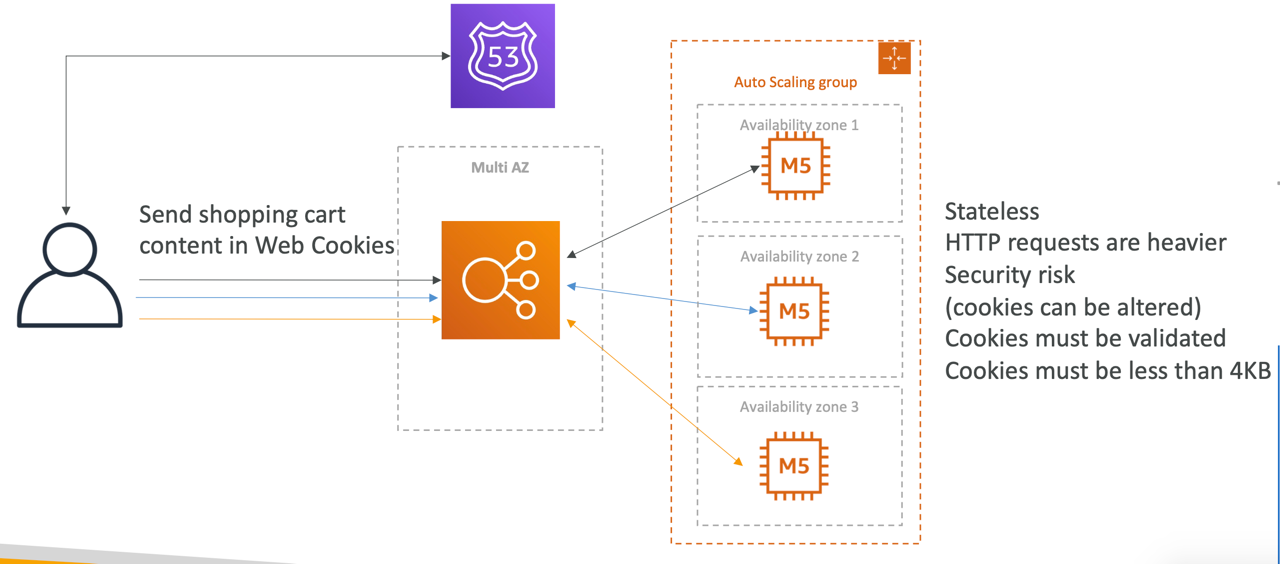 53
Auto Scaling group
Availability zone 1
M5
Multi AZ
Send shopping cart
content in Web Cookies
Availability zone 2
M5
Availability zone 3
M5
Stateless
HTTP requests are heavier
Security risk
(cookies can be altered)
Cookies must be validated
Cookies must be less than 4KB